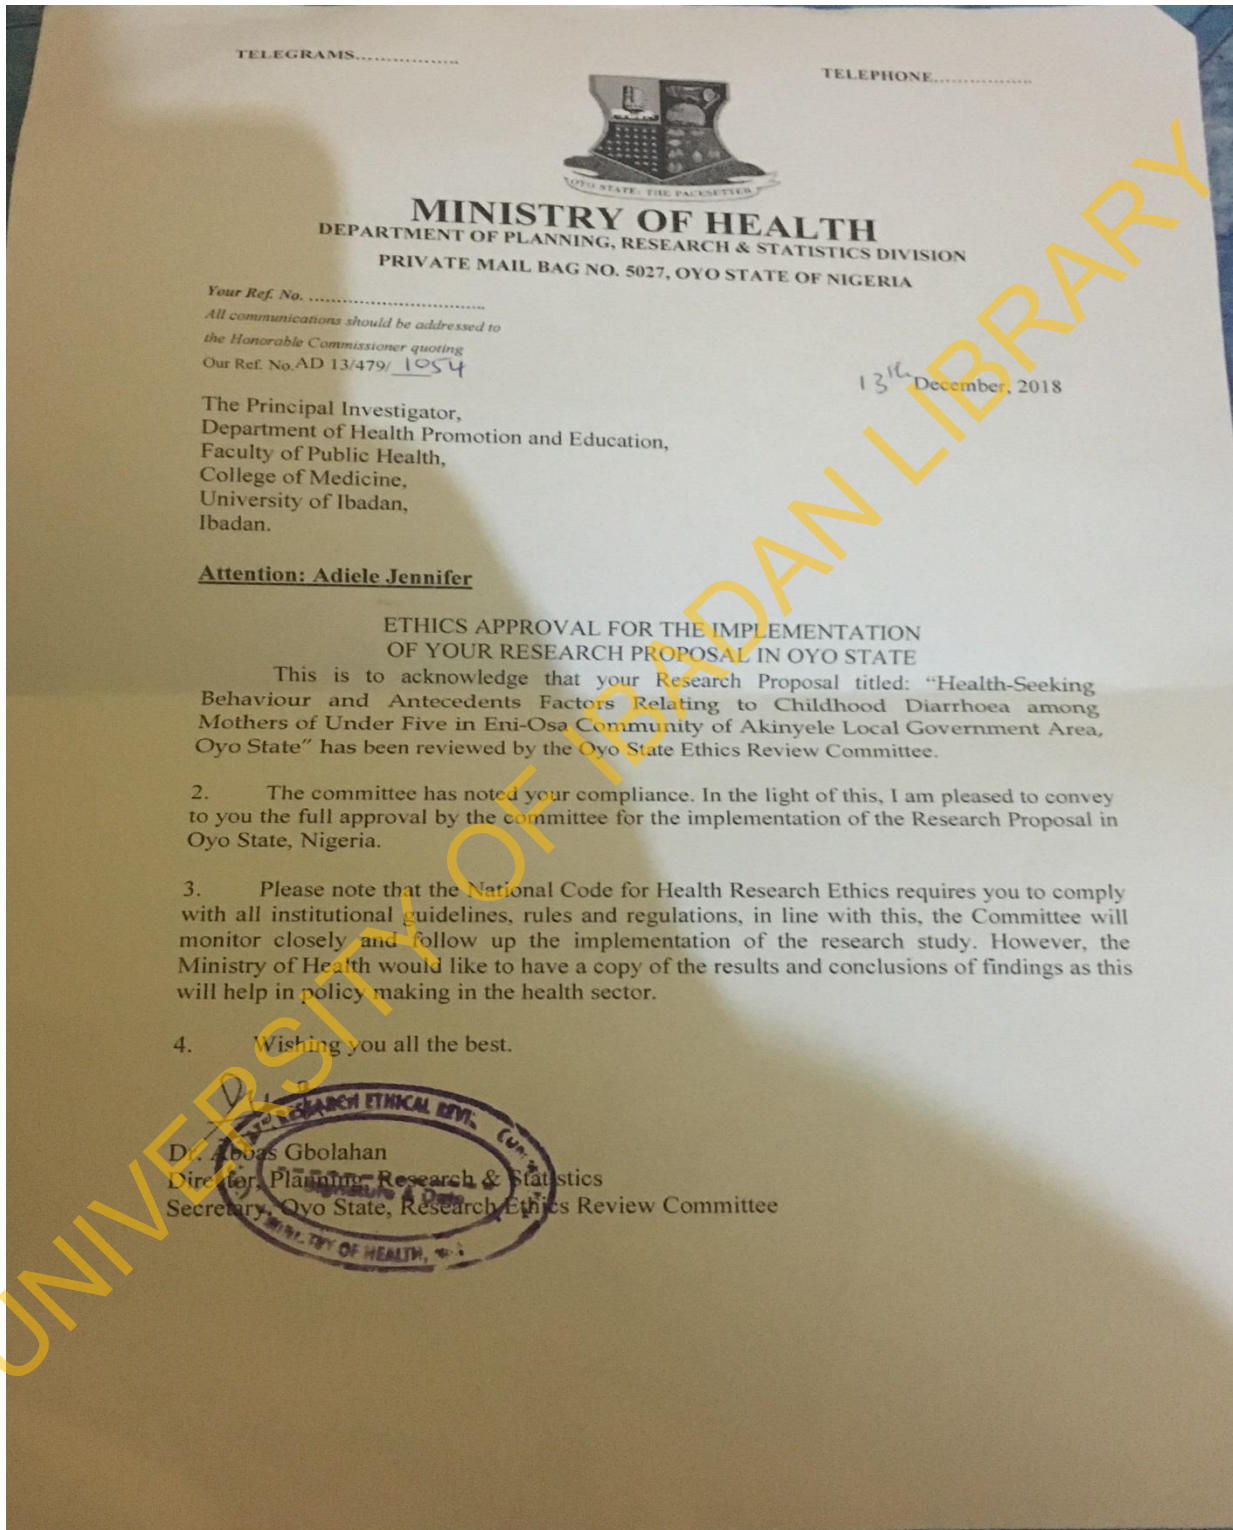 TELEGRAMS.................
TELEPHONE.................
OYO STATE: THE PACESETTER
MINISTRY OF HEALTH
DEPARTMENT OF PLANNING, RESEARCH & STATISTICS DIVISION
PRIVATE MAIL BAG NO. 5027, OYO STATE OF NIGERIA
Your Ref. No. ..............................
All communications should be addressed to
the Honorable Commissioner quoting
Our Ref. No. AD 13/479/ 1054
13th December, 2018
The Principal Investigator,
Department of Health Promotion and Education,
Faculty of Public Health,
College of Medicine,
University of Ibadan,
Ibadan.
Attention: Adiele Jennifer
ETHICS APPROVAL FOR THE IMPLEMENTATION
OF YOUR RESEARCH PROPOSAL IN OYO STATE
This is to acknowledge that your Research Proposal titled: “Health-Seeking
Behaviour and Antecedents Factors Relating to Childhood Diarrhoea among
Mothers of Under Five in Eni-Osa Community of Akinyele Local Government Area,
Oyo State” has been reviewed by the Oyo State Ethics Review Committee.
2. The committee has noted your compliance. In the light of this, I am pleased to convey
to you the full approval by the committee for the implementation of the Research Proposal in
Oyo State, Nigeria.
3. Please note that the National Code for Health Research Ethics requires you to comply
with all institutional guidelines, rules and regulations, in line with this, the Committee will
monitor closely and follow up the implementation of the research study. However, the
Ministry of Health would like to have a copy of the results and conclusions of findings as this
will help in policy making in the health sector.
4. Wishing you all the best.
RESEARCH ETHICAL
Dr. Abbas Gbolahan
Director, Planning, Research & Statistics
Signature & Date
Secretary, Oyo State, Research Ethics Review Committee
MINISTRY OF HEALTH,
UNIVERSITY OF IBADAN LIBRARY